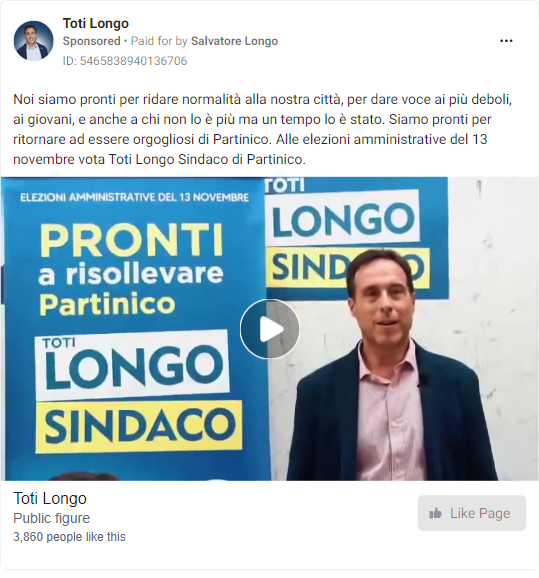 Toti Longo
Sponsored • Paid for by Salvatore Longo
ID: 5465838940136706
Noi siamo pronti per ridare normalità alla nostra città, per dare voce ai più deboli,
ai giovani, e anche a chi non lo è più ma un tempo lo è stato. Siamo pronti per
ritornare ad essere orgogliosi di Partinico. Alle elezioni amministrative del 13
novembre vota Toti Longo Sindaco di Partinico.
ELEZIONI AMMINISTRATIVE DEL 13 NOVEMBRE
PRONTI
a risollevare
Partinico
TOTI
LONGO
SINDACO
TOTI
LONGO
SINDACO
Toti Longo
Public figure
3,860 people like this
Like Page